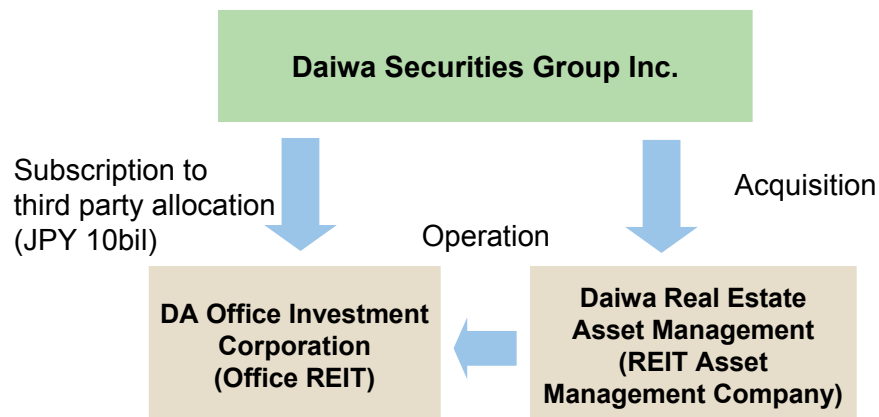 Daiwa Securities Group Inc.
Subscription to
third party allocation
(JPY 10bil)
Acquisition
Operation
DA Office Investment
Corporation
(Office REIT)
Daiwa Real Estate
Asset Management
(REIT Asset
Management Company)